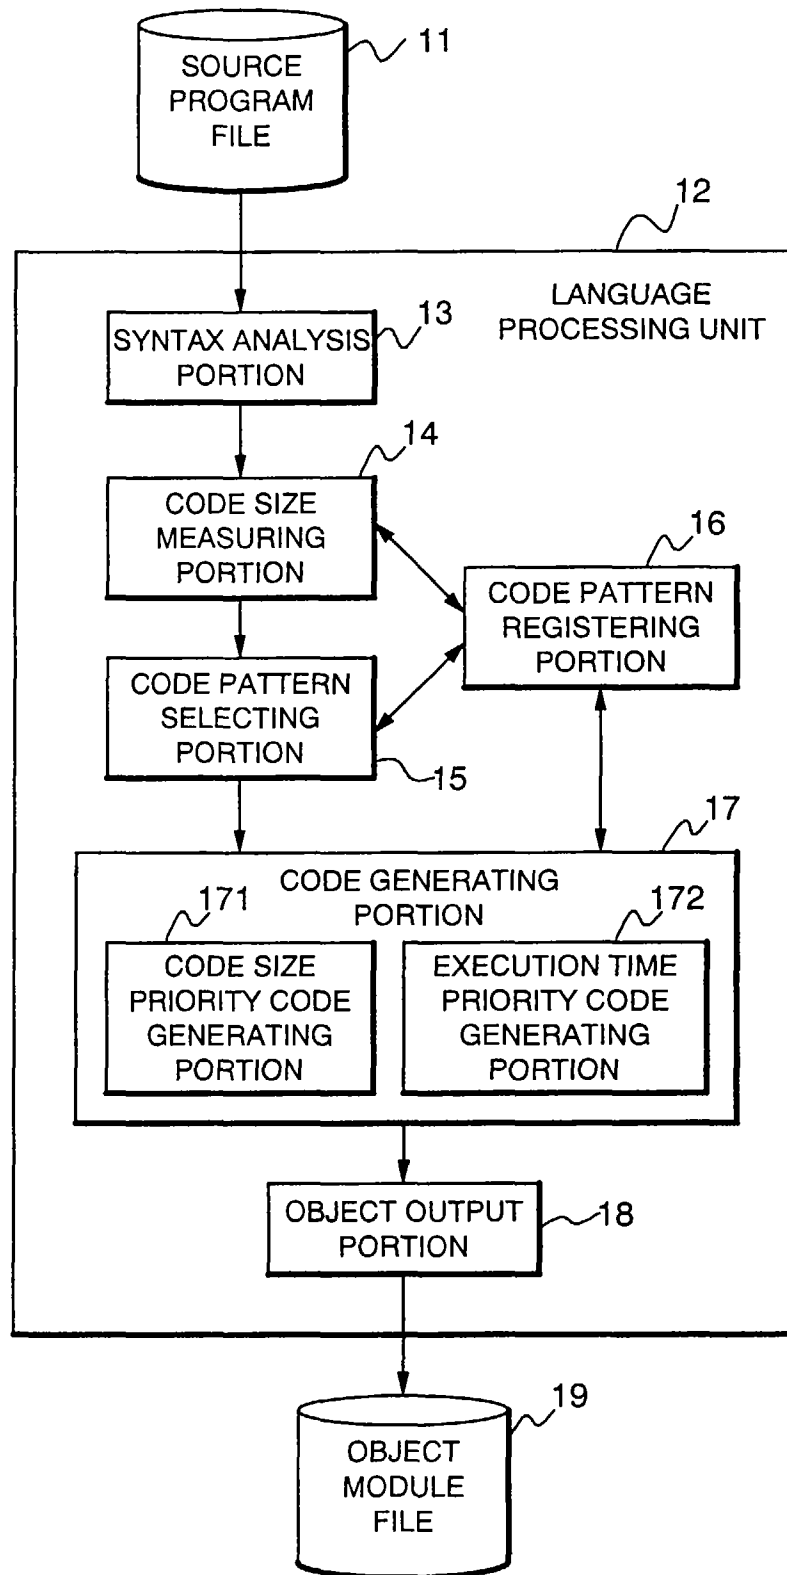 11
SOURCE
PROGRAM
FILE
12
LANGUAGE
PROCESSING UNIT
13
SYNTAX ANALYSIS
PORTION
14
CODE SIZE
MEASURING
PORTION
16
CODE PATTERN
REGISTERING
PORTION
CODE PATTERN
SELECTING
PORTION
15
17
CODE GENERATING
PORTION
171
CODE SIZE
PRIORITY CODE
GENERATING
PORTION
172
EXECUTION TIME
PRIORITY CODE
GENERATING
PORTION
OBJECT OUTPUT
PORTION
18
19
OBJECT
MODULE
FILE